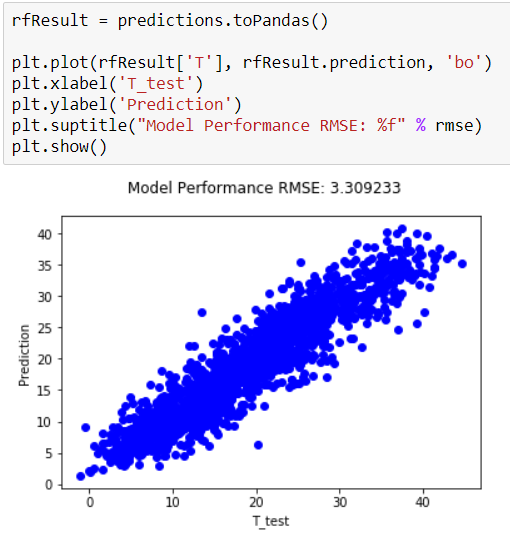 rfResult = predictions.toPandas()
plt.plot(rfResult['T'], rfResult.prediction, 'bo')
plt.xlabel('T_test')
plt.ylabel('Prediction')
plt.suptitle("Model Performance RMSE: %f" % rmse)
plt.show()
Model Performance RMSE: 3.309233
40
35
30
25
20
15
10
5
0
Prediction
0 10 20 30 40
T_test